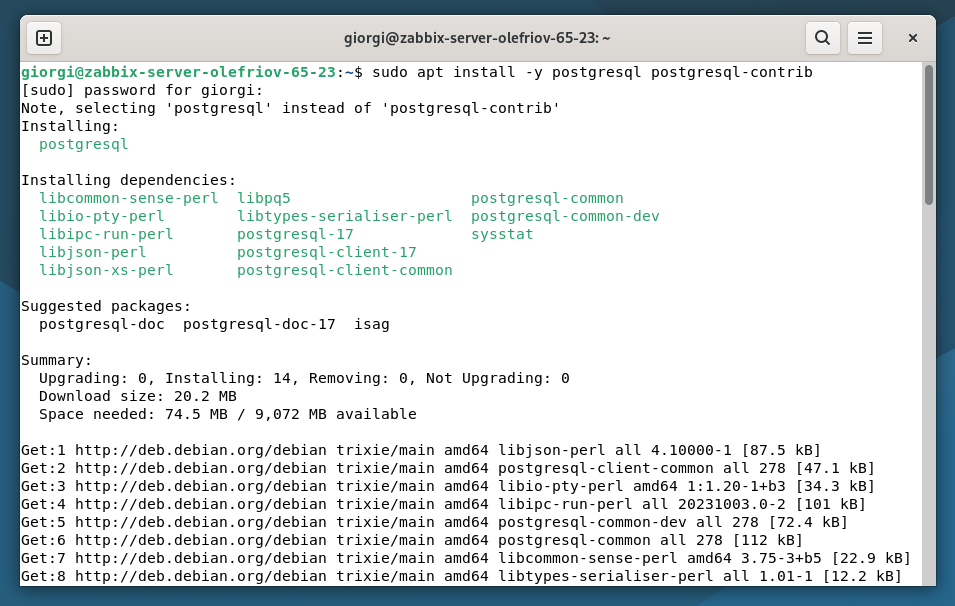 giorgi@zabbix-server-olefriov-65-23: ~
giorgi@zabbix-server-olefriov-65-23:~$ sudo apt install -y postgresql postgresql-contrib
[sudo] password for giorgi:
Note, selecting 'postgresql' instead of 'postgresql-contrib'
Installing:
  postgresql

Installing dependencies:
  libcommon-sense-perl  libpq5                    postgresql-common
  libio-pty-perl        libtypes-serialiser-perl  postgresql-common-dev
  libipc-run-perl       postgresql-17             sysstat
  libjson-perl          postgresql-client-17
  libjson-xs-perl       postgresql-client-common

Suggested packages:
  postgresql-doc  postgresql-doc-17  isag

Summary:
  Upgrading: 0, Installing: 14, Removing: 0, Not Upgrading: 0
  Download size: 20.2 MB
  Space needed: 74.5 MB / 9,072 MB available

Get:1 http://deb.debian.org/debian trixie/main amd64 libjson-perl all 4.10000-1 [87.5 kB]
Get:2 http://deb.debian.org/debian trixie/main amd64 postgresql-client-common all 278 [47.1 kB]
Get:3 http://deb.debian.org/debian trixie/main amd64 libio-pty-perl amd64 1:1.20-1+b3 [34.3 kB]
Get:4 http://deb.debian.org/debian trixie/main amd64 libipc-run-perl all 20231003.0-2 [101 kB]
Get:5 http://deb.debian.org/debian trixie/main amd64 postgresql-common-dev all 278 [72.4 kB]
Get:6 http://deb.debian.org/debian trixie/main amd64 postgresql-common all 278 [112 kB]
Get:7 http://deb.debian.org/debian trixie/main amd64 libcommon-sense-perl amd64 3.75-3+b5 [22.9 kB]
Get:8 http://deb.debian.org/debian trixie/main amd64 libtypes-serialiser-perl all 1.01-1 [12.2 kB]